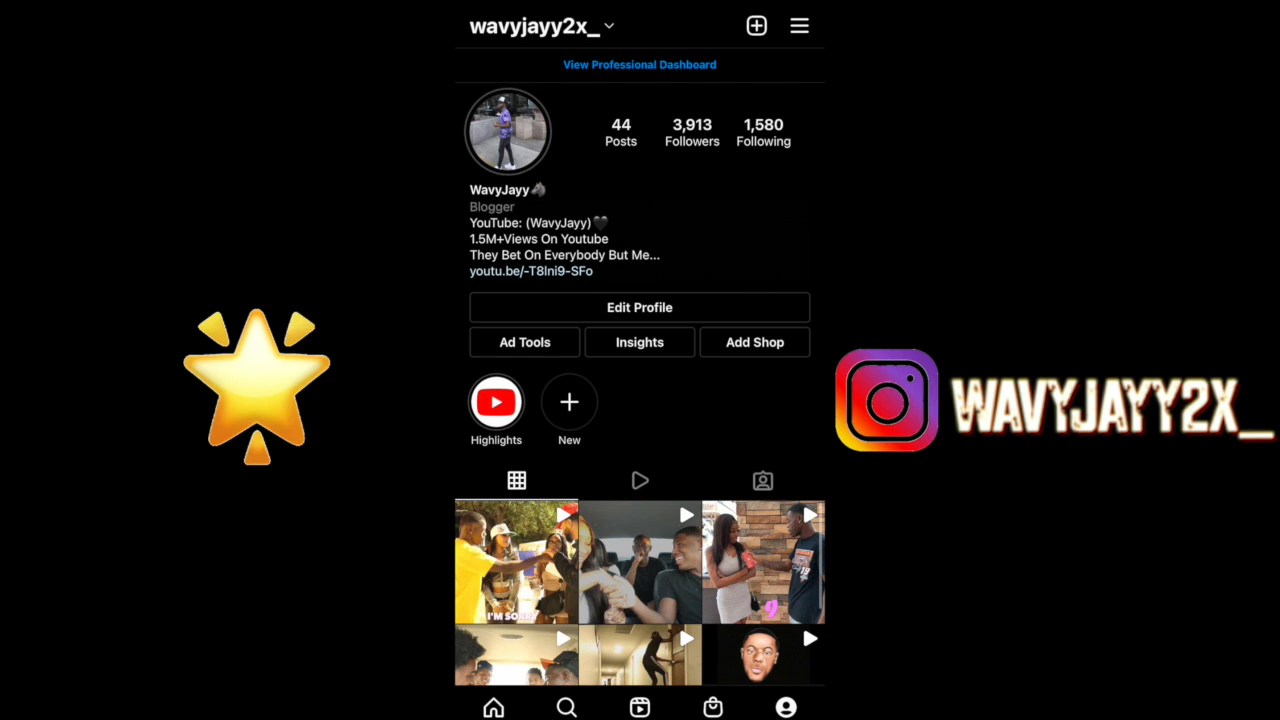 wavyjayy2x_
View Professional Dashboard
44
Posts
3,913
Followers
1,580
Following
WavyJayy
Blogger
YouTube: (WavyJayy)🖤
1.5M+Views On Youtube
They Bet On Everybody But Me...
youtu.be/-T8lni9-SFo
Edit Profile
Ad Tools
Insights
Add Shop
Highlights
New
WAVYJAYY2X_
I'M SORRY
19